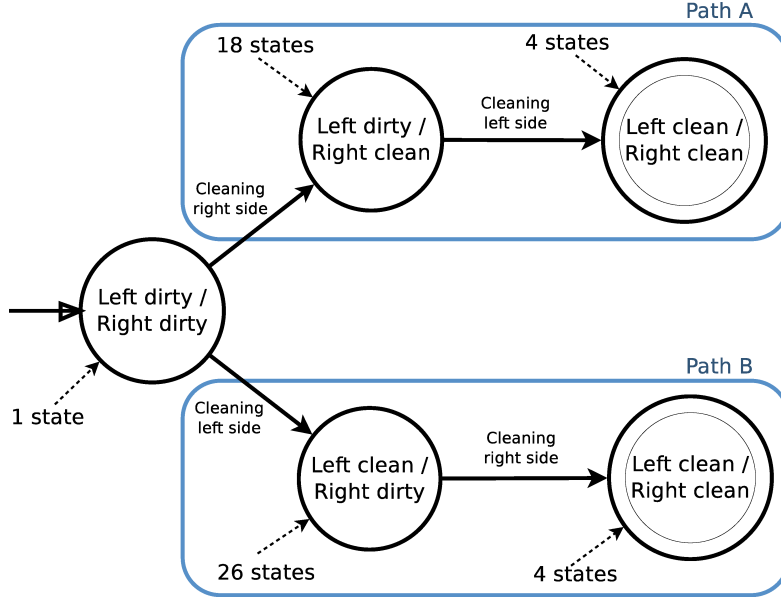 Path A
18 states
4 states
Left dirty /
Right clean
Cleaning
left side
Left clean /
Right clean
Cleaning
right side
Left dirty /
Right dirty
1 state
Path B
Cleaning
left side
Left clean /
Right dirty
Cleaning
right side
Left clean /
Right clean
26 states
4 states